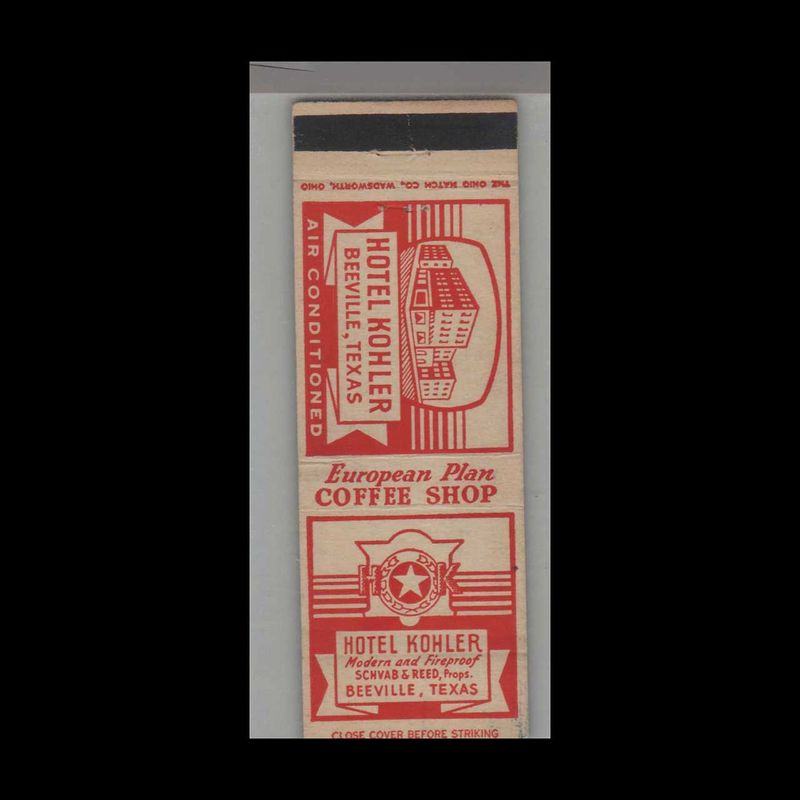 THE OHIO MATCH CO., WADSWORTH, OHIO
HOTEL KOHLER
BEEVILLE, TEXAS
AIR CONDITIONED
European Plan
COFFEE SHOP
H K
HOTEL KOHLER
Modern and Fireproof
SCHVAB & REED, Props.
BEEVILLE, TEXAS
CLOSE COVER BEFORE STRIKING